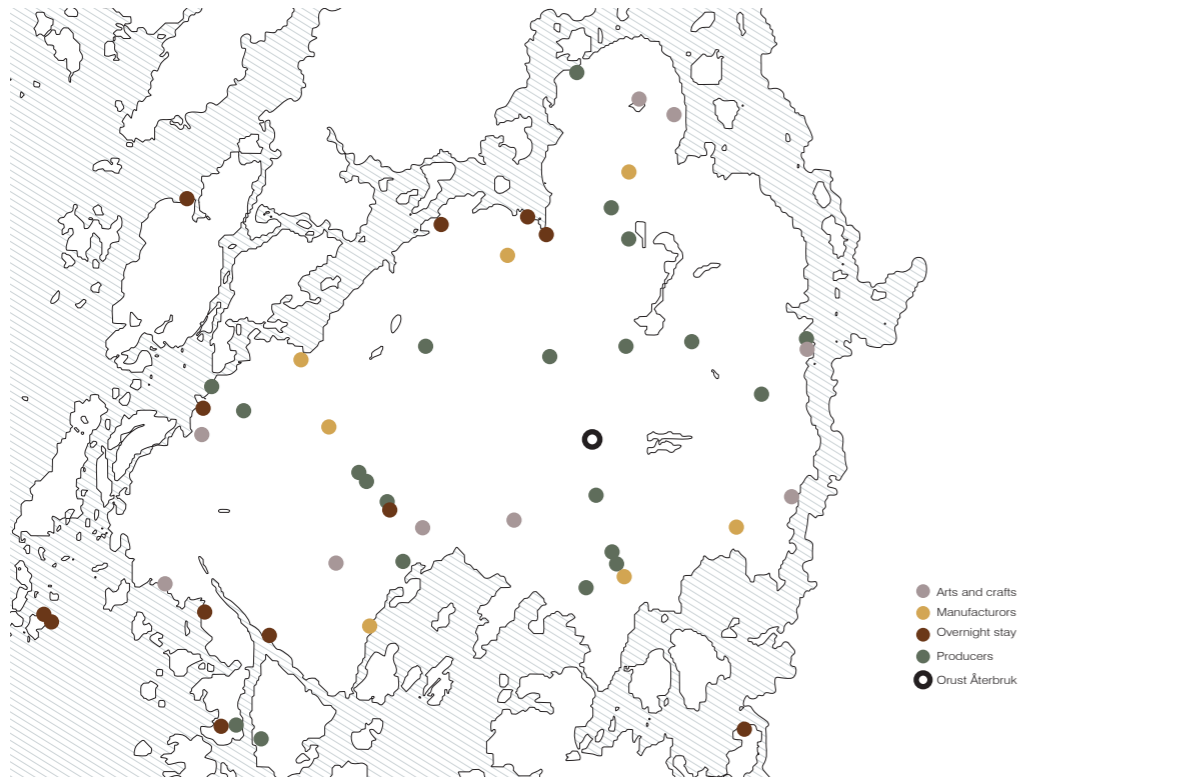 Arts and crafts
Manufacturors
Overnight stay
Producers
Orust Återbruk